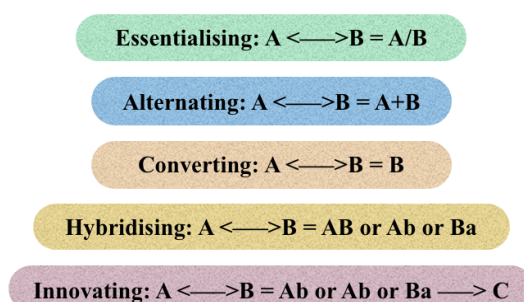 Essentialising: A <——>B = A/B
Alternating: A <——>B = A+B
Converting: A <——>B = B
Hybridising: A <——>B = AB or Ab or Ba
Innovating: A <——>B = Ab or Ab or Ba ——> C